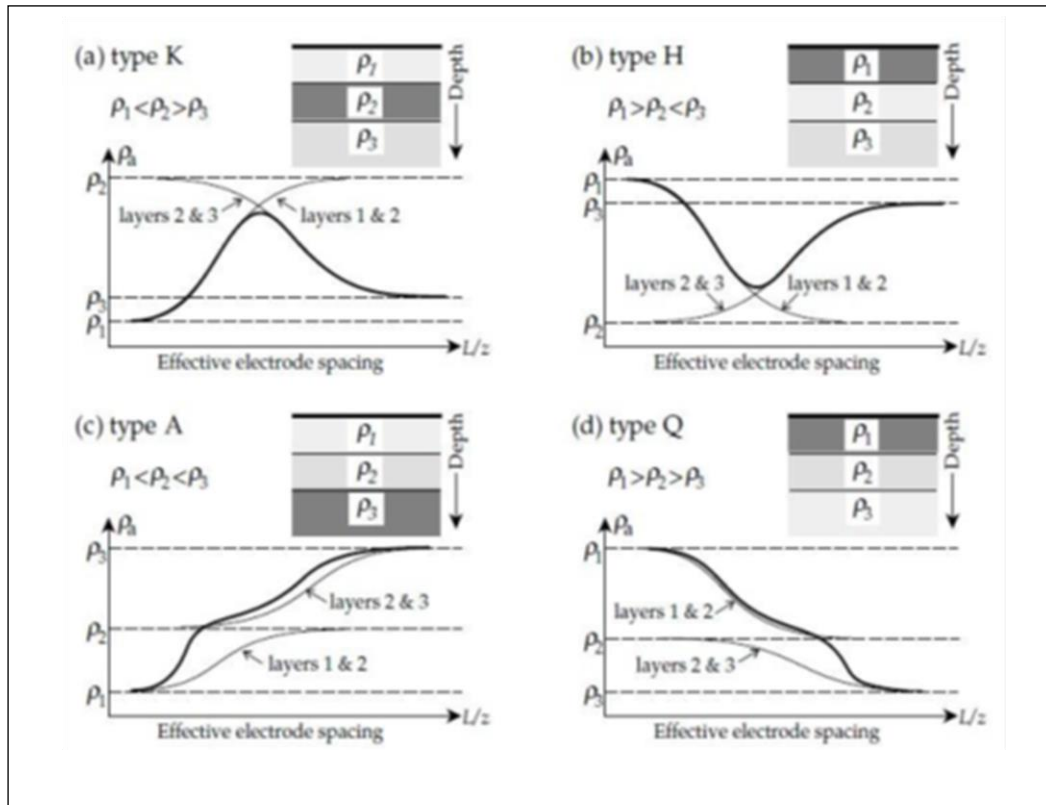 (a) type K
ρ1<ρ2>ρ3
ρ1
ρ2
ρ3
Depth
ρa
ρ2
layers 2 & 3
layers 1 & 2
ρ3
ρ1
L/z
Effective electrode spacing
(b) type H
ρ1>ρ2<ρ3
ρ1
ρ2
ρ3
Depth
ρa
ρ1
ρ3
layers 2 & 3
layers 1 & 2
ρ2
L/z
Effective electrode spacing
(c) type A
ρ1<ρ2<ρ3
ρ1
ρ2
ρ3
Depth
ρa
ρ3
layers 2 & 3
ρ2
layers 1 & 2
ρ1
L/z
Effective electrode spacing
(d) type Q
ρ1>ρ2>ρ3
ρ1
ρ2
ρ3
Depth
ρa
ρ1
layers 1 & 2
ρ2
layers 2 & 3
ρ3
L/z
Effective electrode spacing